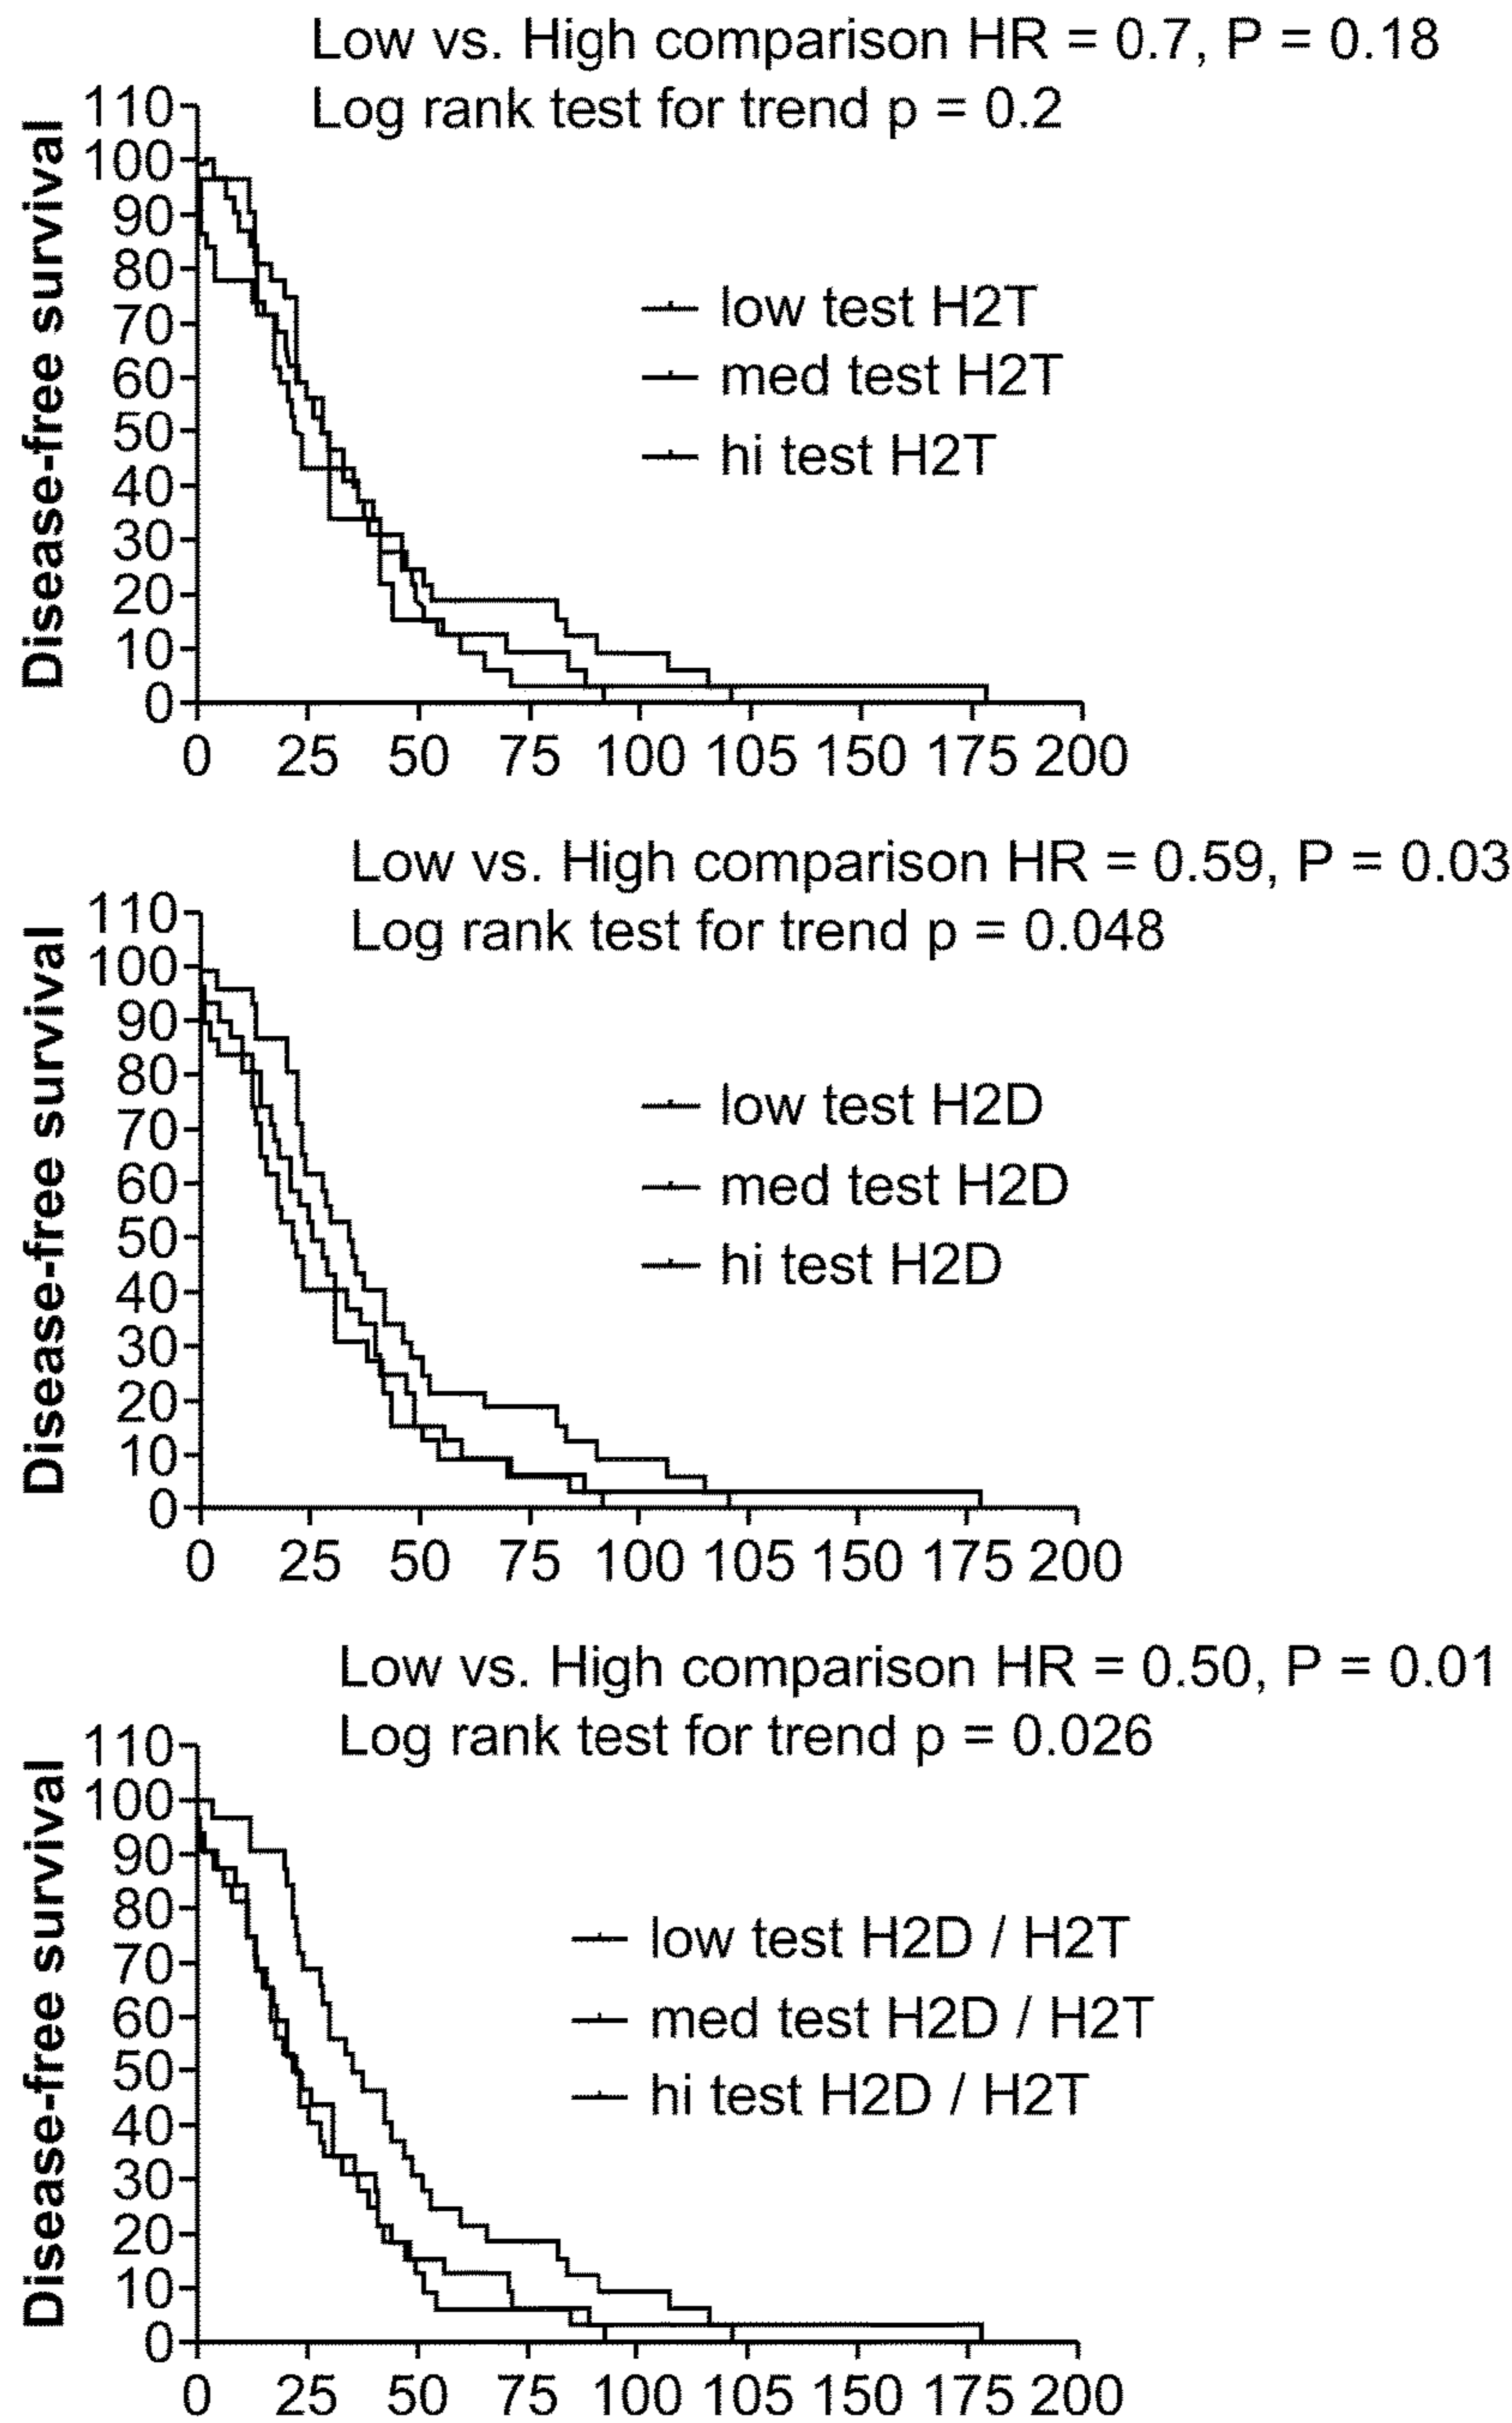 Low vs. High comparison HR = 0.7, P = 0.18
Log rank test for trend p = 0.2
Disease-free survival
110
100
90
80
70
60
50
40
30
20
10
0
low test H2T
med test H2T
hi test H2T
0 25 50 75 100 105 150 175 200
Low vs. High comparison HR = 0.59, P = 0.03
Log rank test for trend p = 0.048
Disease-free survival
110
100
90
80
70
60
50
40
30
20
10
0
low test H2D
med test H2D
hi test H2D
0 25 50 75 100 105 150 175 200
Low vs. High comparison HR = 0.50, P = 0.01
Log rank test for trend p = 0.026
Disease-free survival
110
100
90
80
70
60
50
40
30
20
10
0
low test H2D / H2T
med test H2D / H2T
hi test H2D / H2T
0 25 50 75 100 105 150 175 200